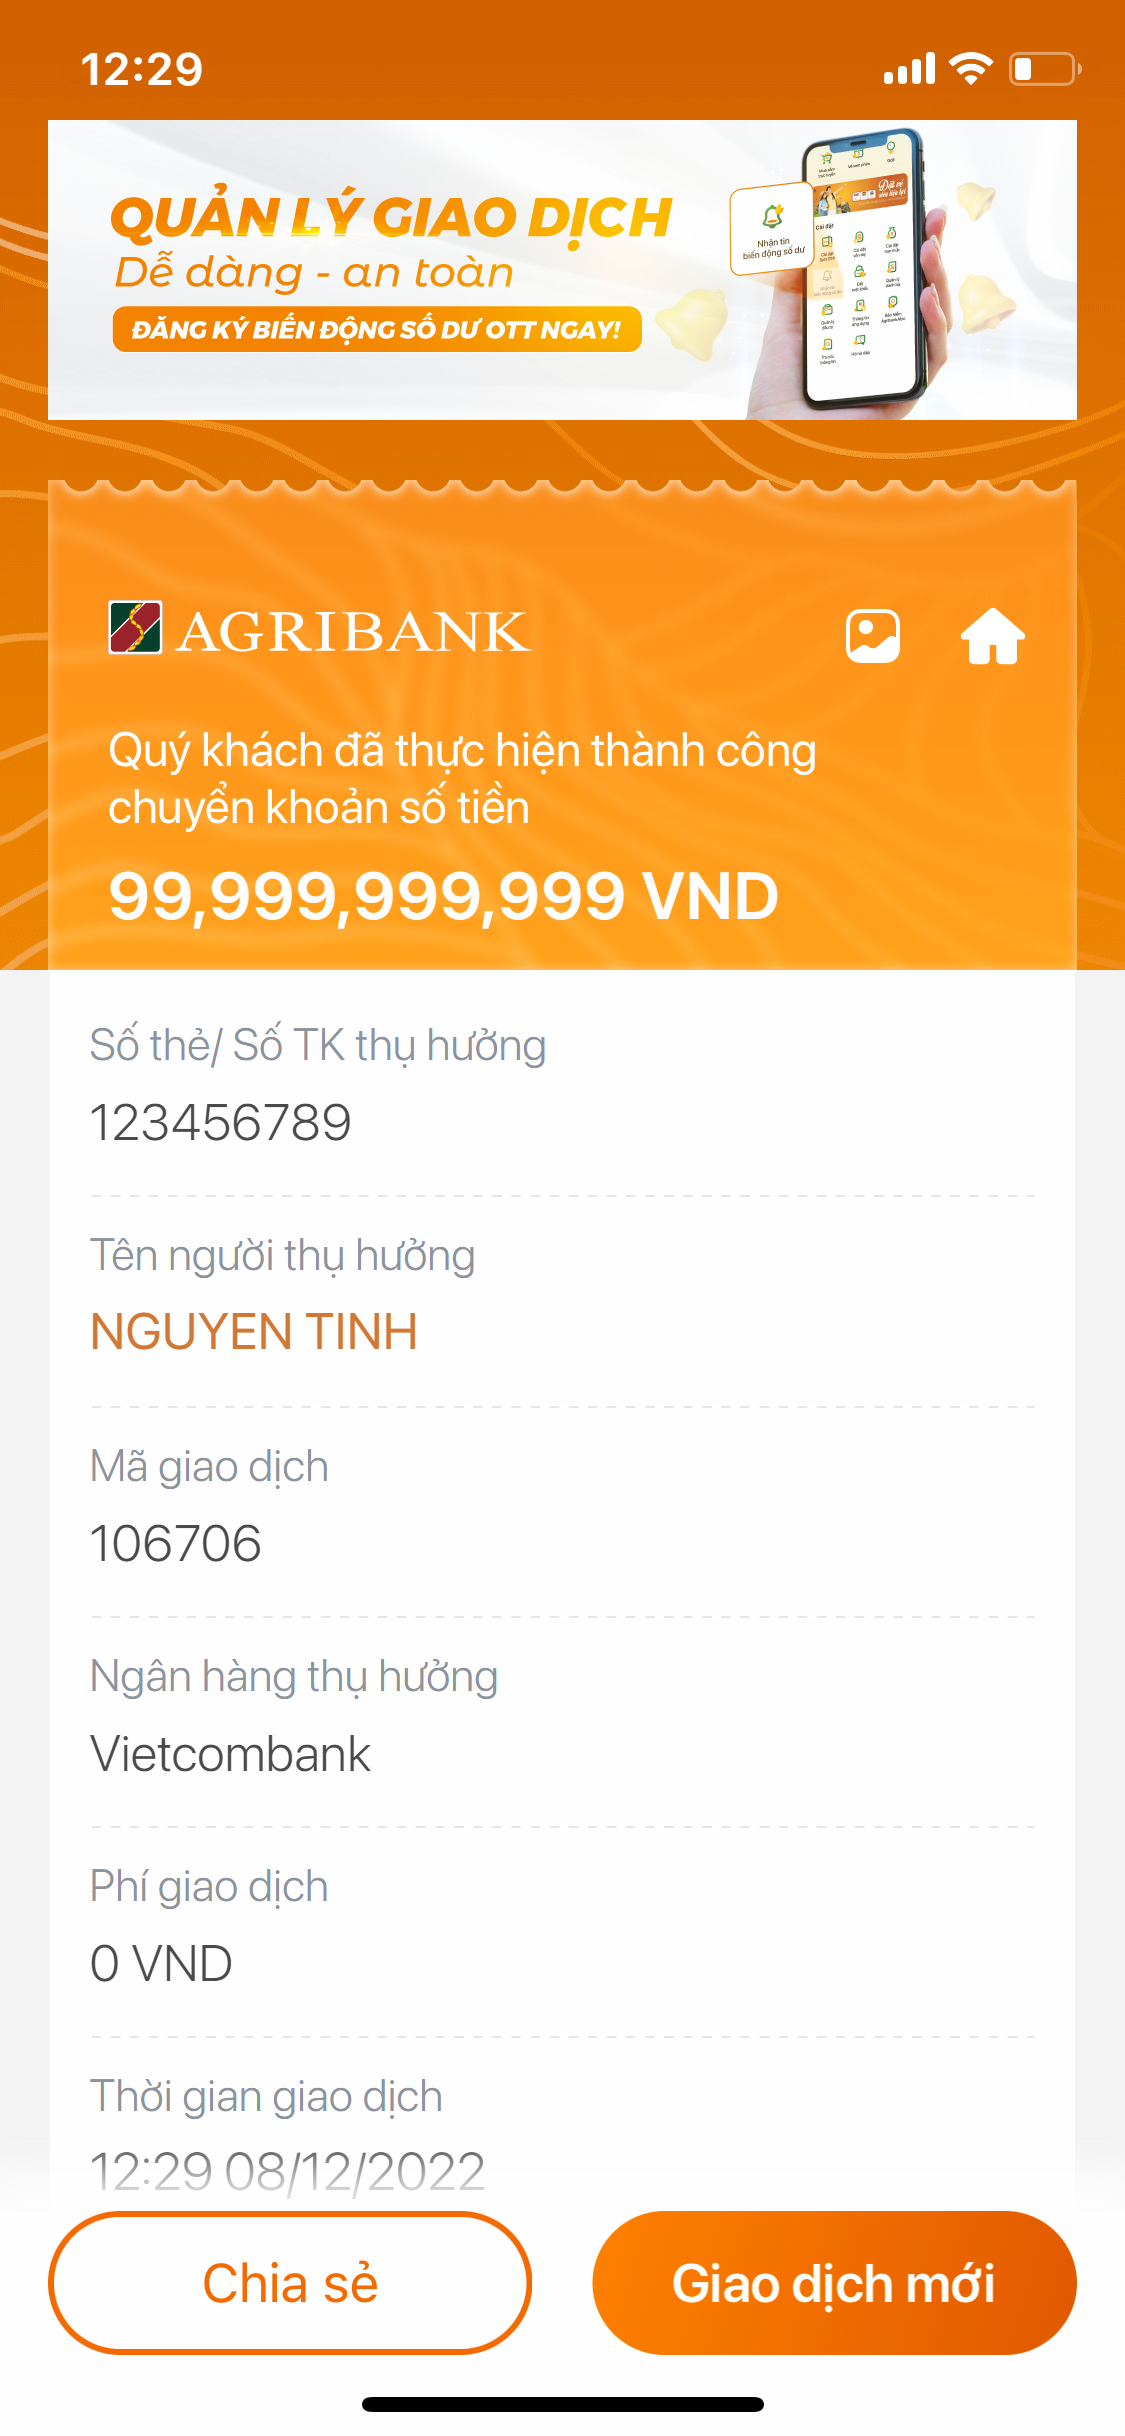 12:29
QUẢN LÝ GIAO DỊCH
Dễ dàng - an toàn
ĐĂNG KÝ BIẾN ĐỘNG SỐ DƯ OTT NGAY!
Nhận tin
biến động số dư
Cài đặt
AGRIBANK
Quý khách đã thực hiện thành công
chuyển khoản số tiền
99,999,999,999 VND
Số thẻ/ Số TK thụ hưởng
123456789
Tên người thụ hưởng
NGUYEN TINH
Mã giao dịch
106706
Ngân hàng thụ hưởng
Vietcombank
Phí giao dịch
0 VND
Thời gian giao dịch
12:29 08/12/2022
Chia sẻ
Giao dịch mới